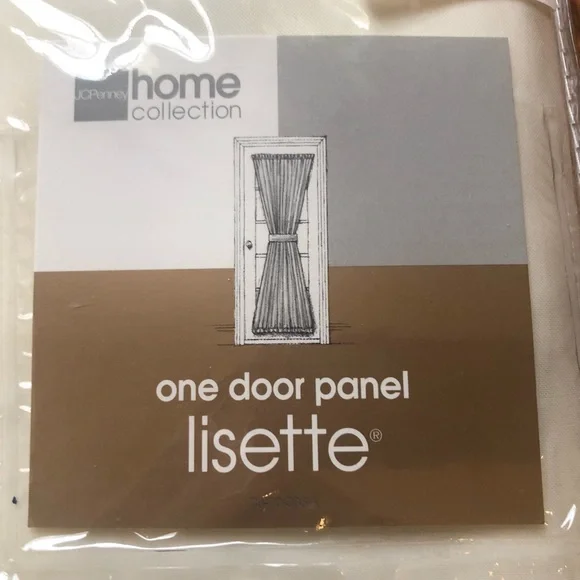 JCPenney
home
collection
one door panel
lisette®